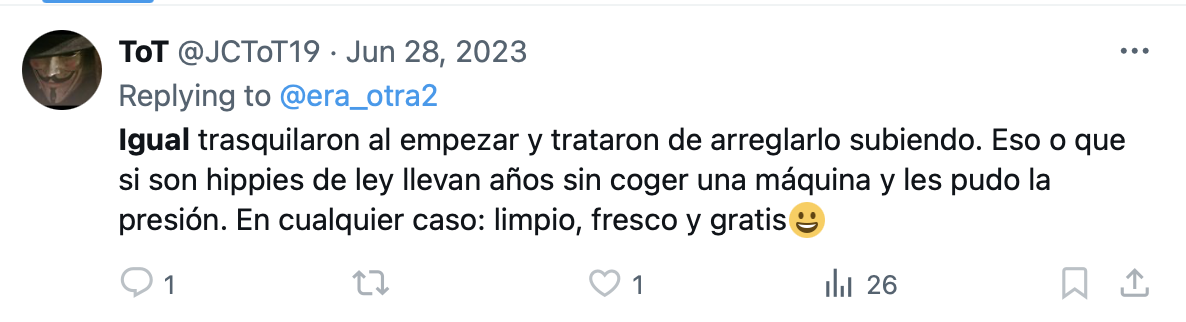 ToT @JCToT19 · Jun 28, 2023
Replying to @era_otra2
Igual trasquilaron al empezar y trataron de arreglarlo subiendo. Eso o que
si son hippies de ley llevan años sin coger una máquina y les pudo la
presión. En cualquier caso: limpio, fresco y gratis😀
1 1 26